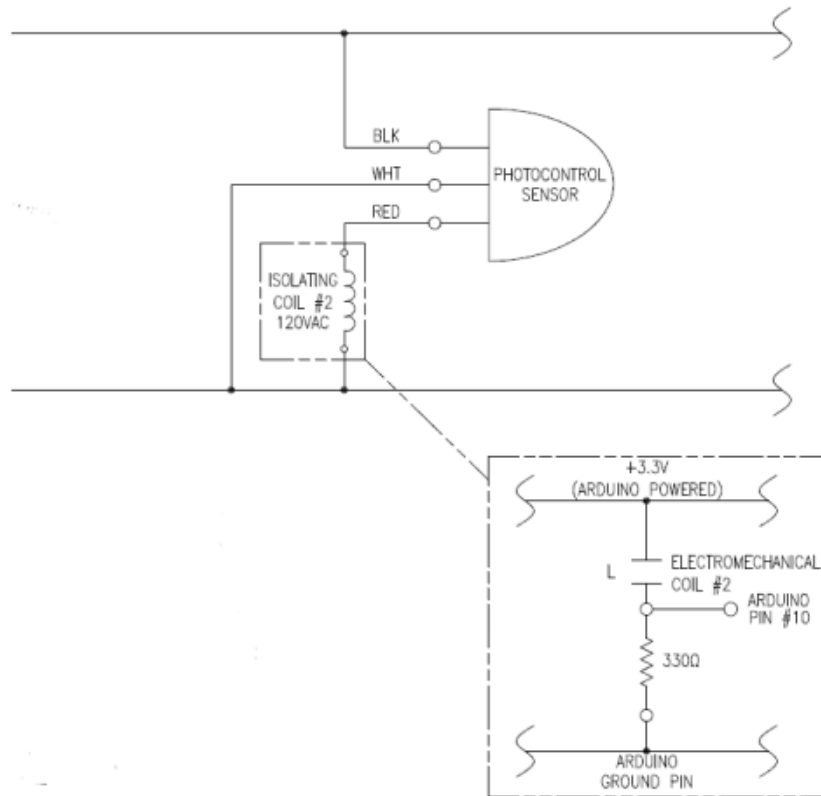 BLK
WHT
RED
PHOTOCONTROL
SENSOR
ISOLATING
COIL #2
120VAC
+3.3V
(ARDUINO POWERED)
L
ELECTROMECHANICAL
COIL #2
ARDUINO
PIN #10
330Ω
ARDUINO
GROUND PIN